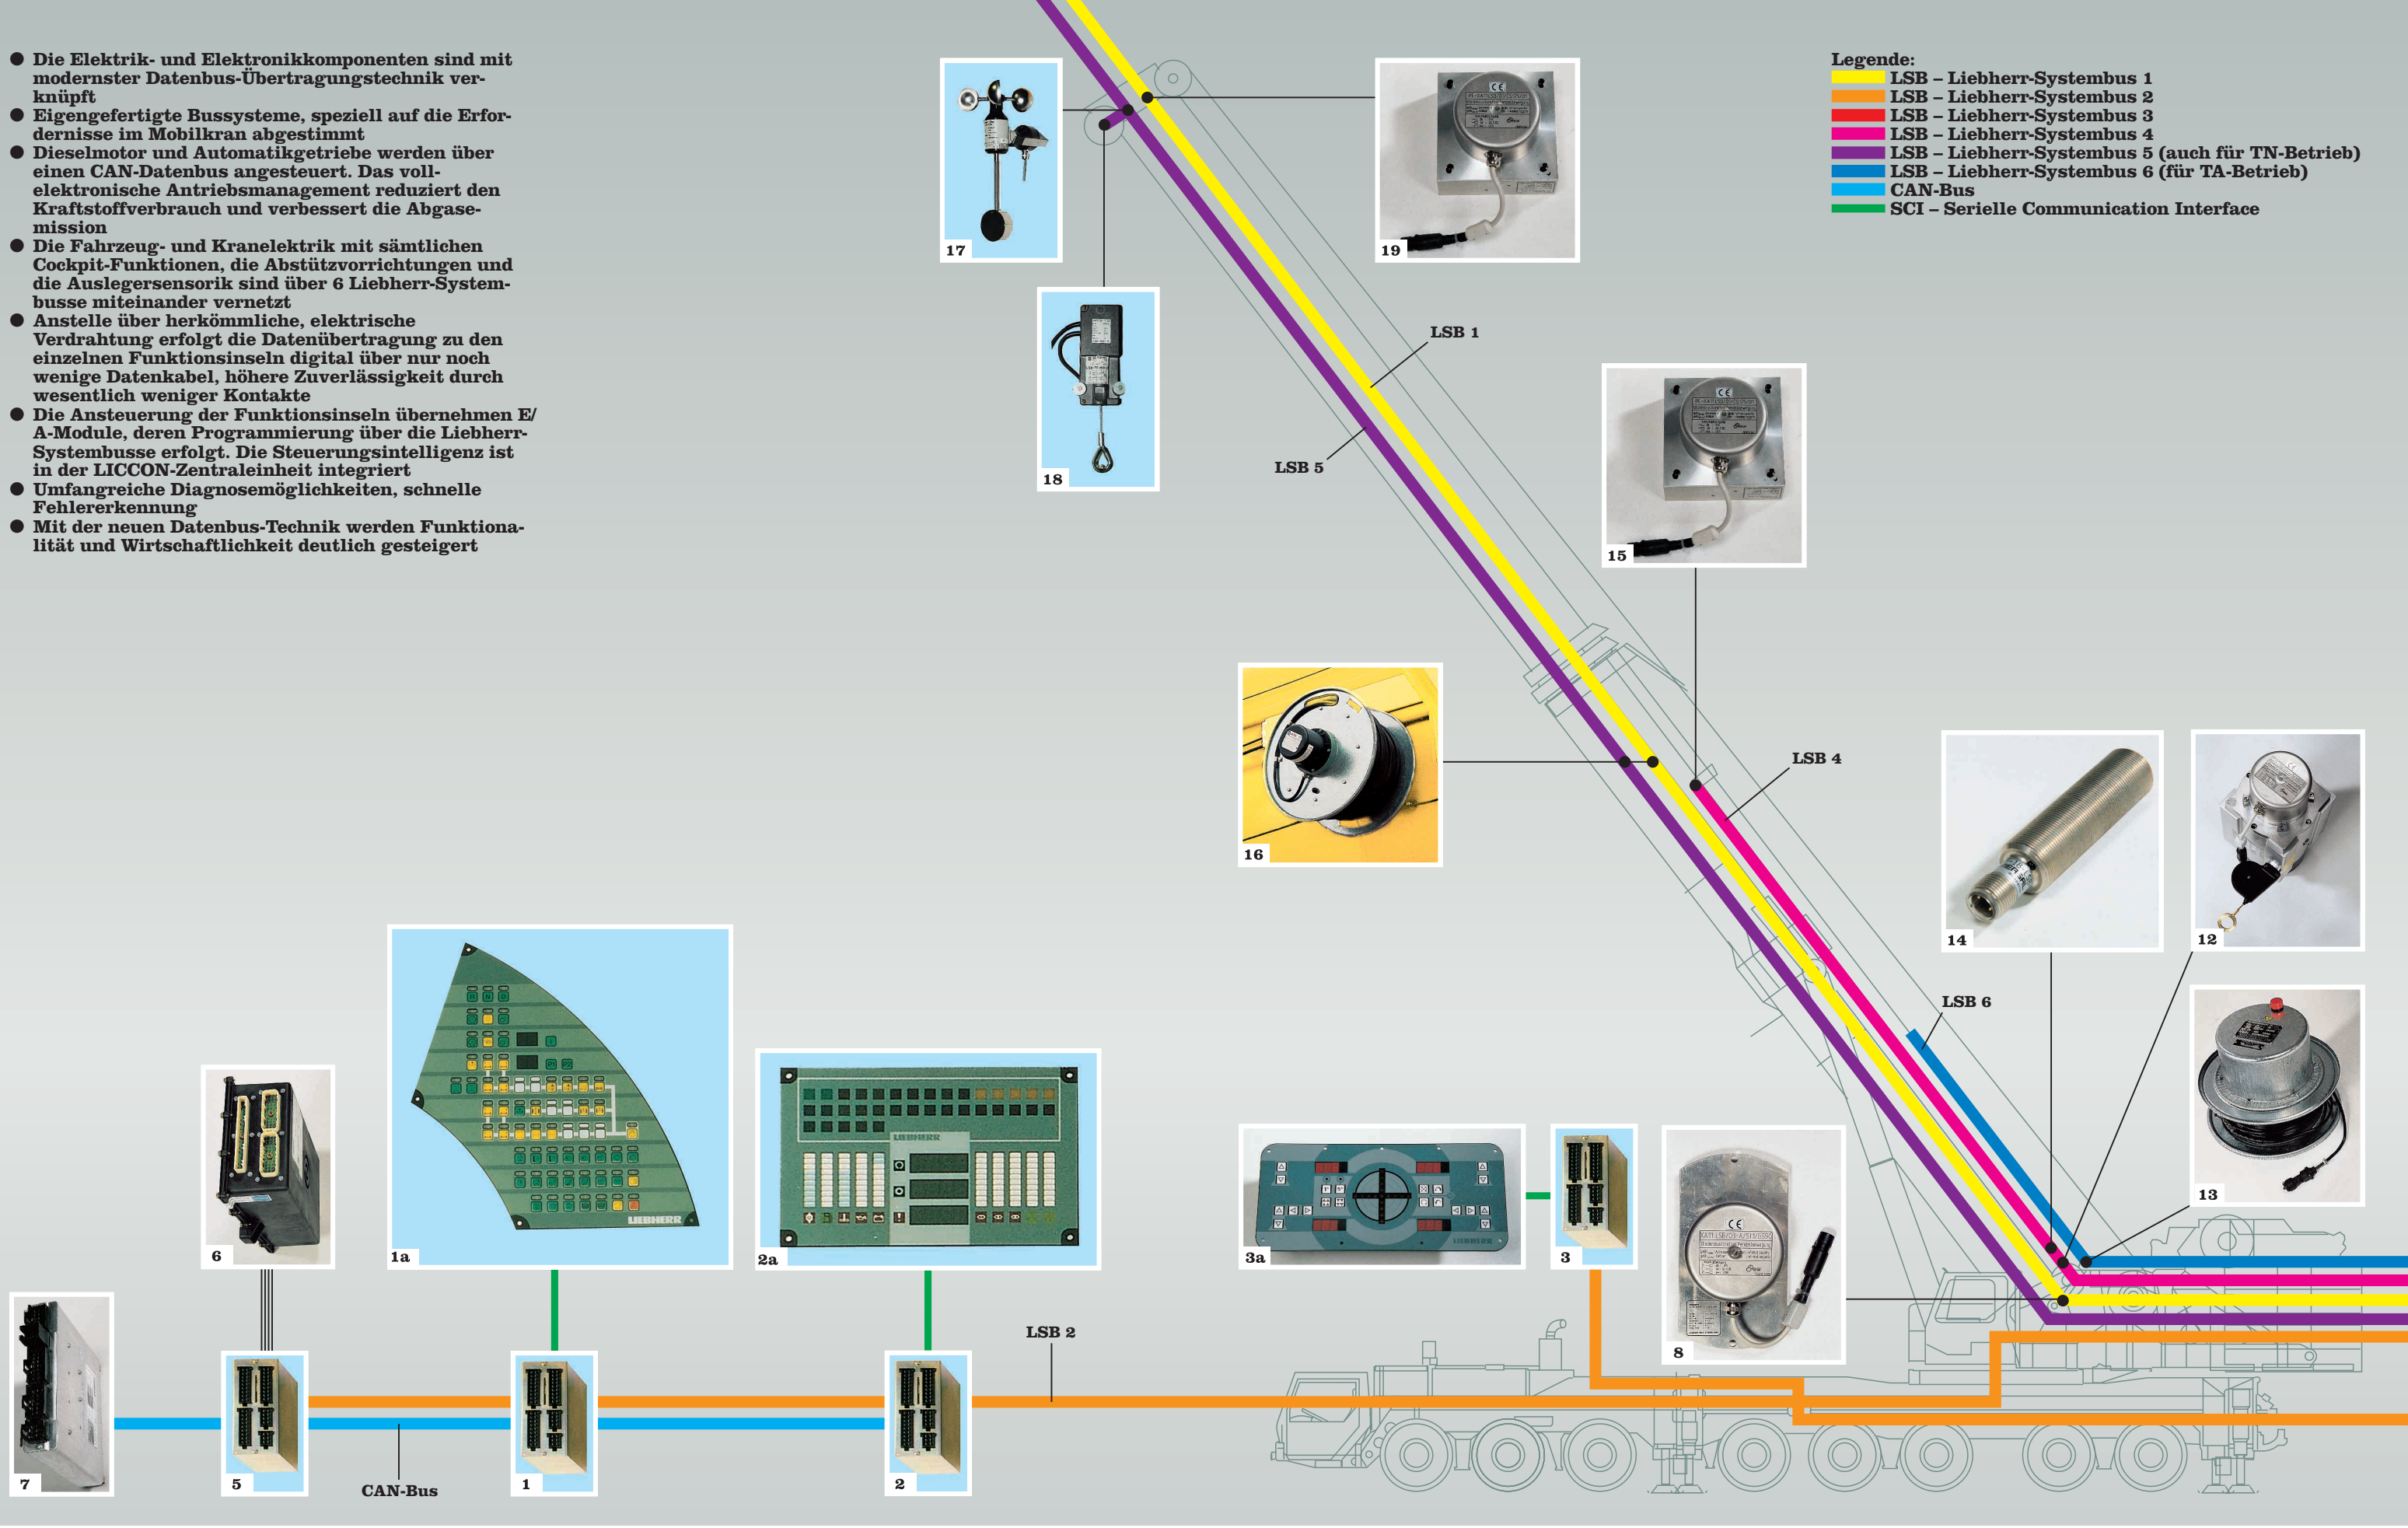 ● Die Elektrik- und Elektronikkomponenten sind mit
modernster Datenbus-Übertragungstechnik ver-
knüpft
● Eigengefertigte Bussysteme, speziell auf die Erfor-
dernisse im Mobilkran abgestimmt
● Dieselmotor und Automatikgetriebe werden über
einen CAN-Datenbus angesteuert. Das voll-
elektronische Antriebsmanagement reduziert den
Kraftstoffverbrauch und verbessert die Abgase-
mission
● Die Fahrzeug- und Kranelektrik mit sämtlichen
Cockpit-Funktionen, die Abstützvorrichtungen und
die Auslegersensorik sind über 6 Liebherr-System-
busse miteinander vernetzt
● Anstelle über herkömmliche, elektrische
Verdrahtung erfolgt die Datenübertragung zu den
einzelnen Funktionsinseln digital über nur noch
wenige Datenkabel, höhere Zuverlässigkeit durch
wesentlich weniger Kontakte
● Die Ansteuerung der Funktionsinseln übernehmen E/
A-Module, deren Programmierung über die Liebherr-
Systembusse erfolgt. Die Steuerungsintelligenz ist
in der LICCON-Zentraleinheit integriert
● Umfangreiche Diagnosemöglichkeiten, schnelle
Fehlererkennung
● Mit der neuen Datenbus-Technik werden Funktiona-
lität und Wirtschaftlichkeit deutlich gesteigert
Legende:
LSB – Liebherr-Systembus 1
LSB – Liebherr-Systembus 2
LSB – Liebherr-Systembus 3
LSB – Liebherr-Systembus 4
LSB – Liebherr-Systembus 5 (auch für TN-Betrieb)
LSB – Liebherr-Systembus 6 (für TA-Betrieb)
CAN-Bus
SCI – Serielle Communication Interface
17
19
18
LSB 1
LSB 5
15
16
LSB 4
14
12
LSB 6
13
6
1a
LIEBHERR
2a
LIEBHERR
3a
LIEBHERR
3
8
7
5
CAN-Bus
1
2
LSB 2